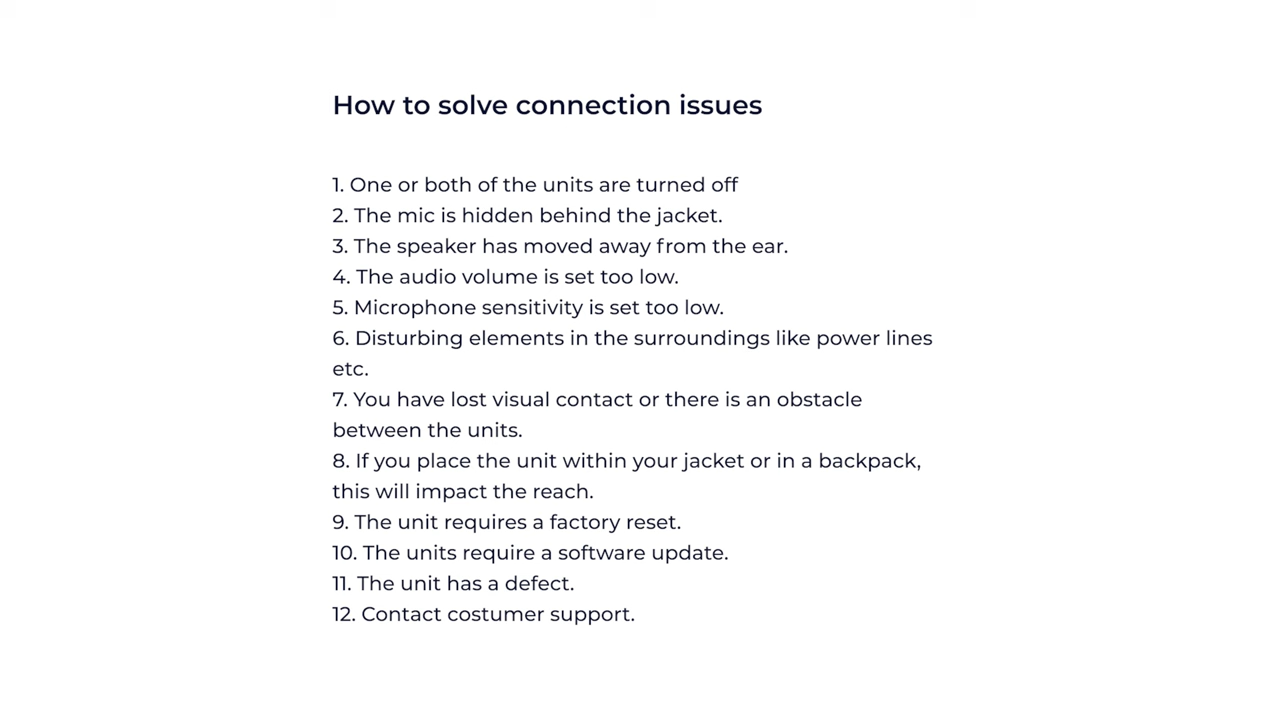 How to solve connection issues
1. One or both of the units are turned off
2. The mic is hidden behind the jacket.
3. The speaker has moved away from the ear.
4. The audio volume is set too low.
5. Microphone sensitivity is set too low.
6. Disturbing elements in the surroundings like power lines
etc.
7. You have lost visual contact or there is an obstacle
between the units.
8. If you place the unit within your jacket or in a backpack,
this will impact the reach.
9. The unit requires a factory reset.
10. The units require a software update.
11. The unit has a defect.
12. Contact costumer support.